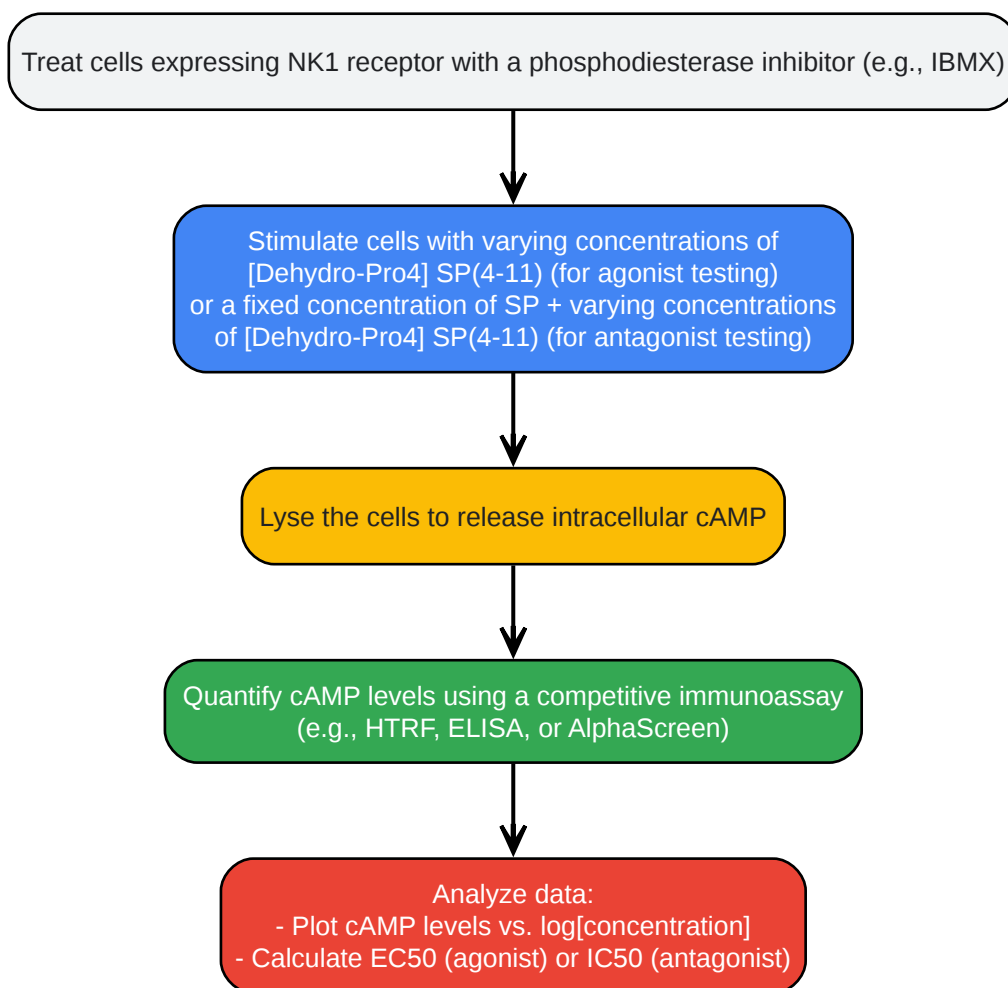 Treat cells expressing NK1 receptor with a phosphodiesterase inhibitor (e.g., IBMX)
Stimulate cells with varying concentrations of
[Dehydro-Pro4] SP(4-11) (for agonist testing)
or a fixed concentration of SP + varying concentrations
of [Dehydro-Pro4] SP(4-11) (for antagonist testing)
Lyse the cells to release intracellular cAMP
Quantify cAMP levels using a competitive immunoassay
(e.g., HTRF, ELISA, or AlphaScreen)
Analyze data:
- Plot cAMP levels vs. log[concentration]
- Calculate EC50 (agonist) or IC50 (antagonist)